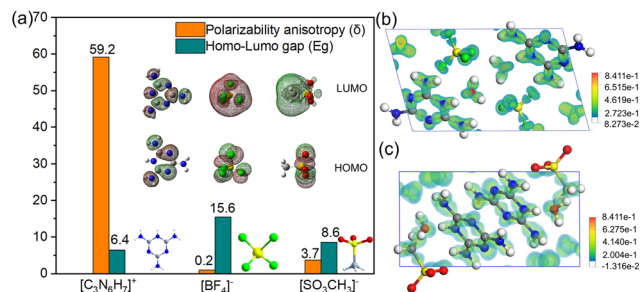 (a)
Polarizability anisotropy (δ)
Homo-Lumo gap (Eg)
70
60
50
40
30
20
10
0
59.2
6.4
0.2
15.6
3.7
8.6
LUMO
HOMO
[C₃N₆H₇]⁺
[BF₄]⁻
[SO₃CH₃]⁻
(b)
8.411e-1
6.515e-1
4.619e-1
2.723e-1
8.273e-2
(c)
8.411e-1
6.275e-1
4.140e-1
2.004e-1
-1.316e-2